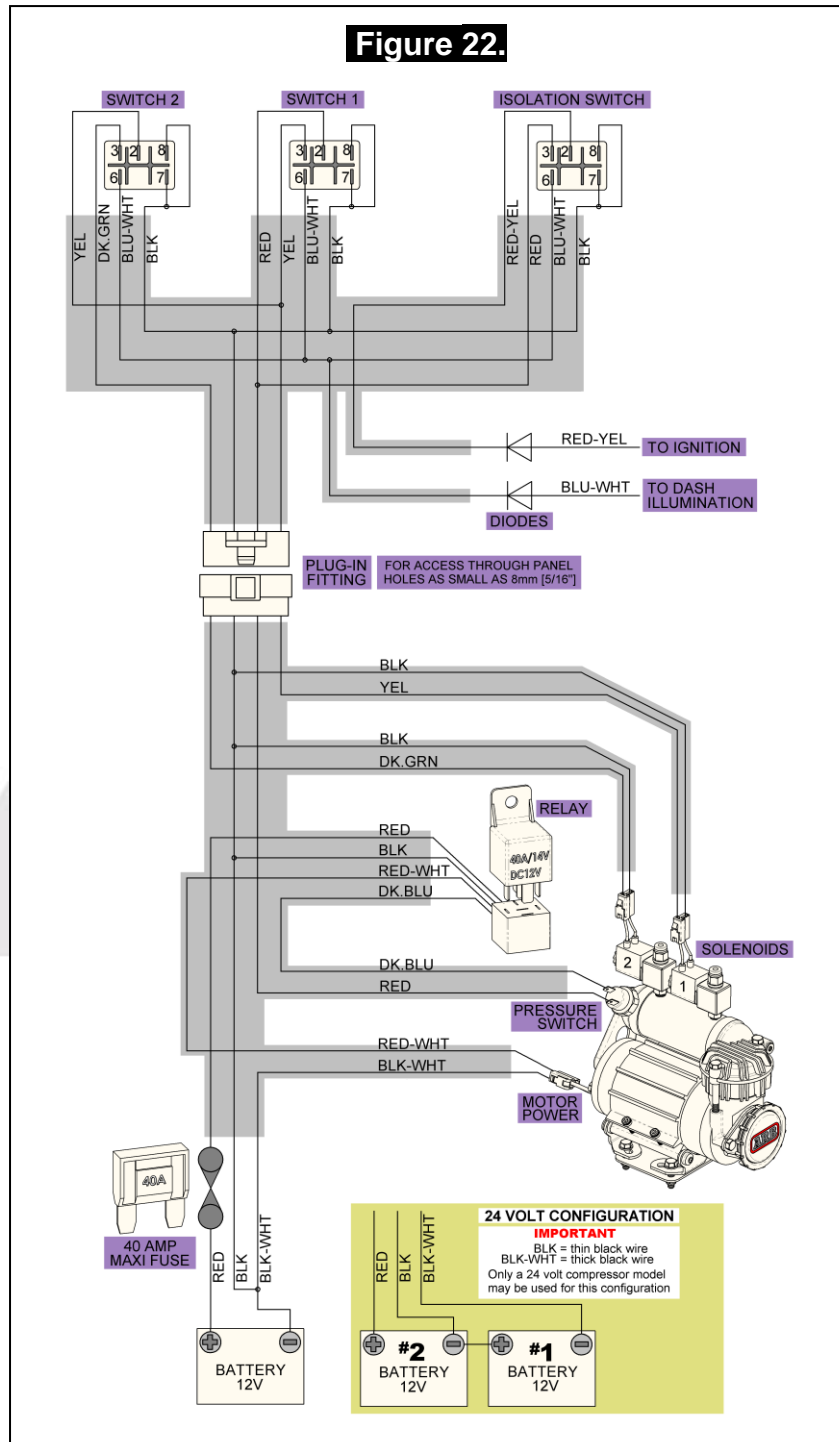 Figure 22.
SWITCH 2
SWITCH 1
ISOLATION SWITCH
3 2 8
6 7
3 2 8
6 7
3 2 8
6 7
YEL
DK.GRN
BLU-WHT
BLK
RED
YEL
BLU-WHT
BLK
RED-YEL
RED
BLU-WHT
BLK
RED-YEL
TO IGNITION
BLU-WHT
TO DASH
ILLUMINATION
DIODES
PLUG-IN
FITTING
FOR ACCESS THROUGH PANEL
HOLES AS SMALL AS 8mm [5/16"]
BLK
YEL
BLK
DK.GRN
RED
BLK
RED-WHT
DK.BLU
RELAY
40A/14V
DC12V
DK.BLU
RED
PRESSURE
SWITCH
2
1
SOLENOIDS
RED-WHT
BLK-WHT
MOTOR
POWER
ARB
40A
40 AMP
MAXI FUSE
RED
BLK
BLK-WHT
BATTERY
12V
24 VOLT CONFIGURATION
IMPORTANT
BLK = thin black wire
BLK-WHT = thick black wire
Only a 24 volt compressor model
may be used for this configuration
RED
BLK
BLK-WHT
#2
BATTERY
12V
#1
BATTERY
12V